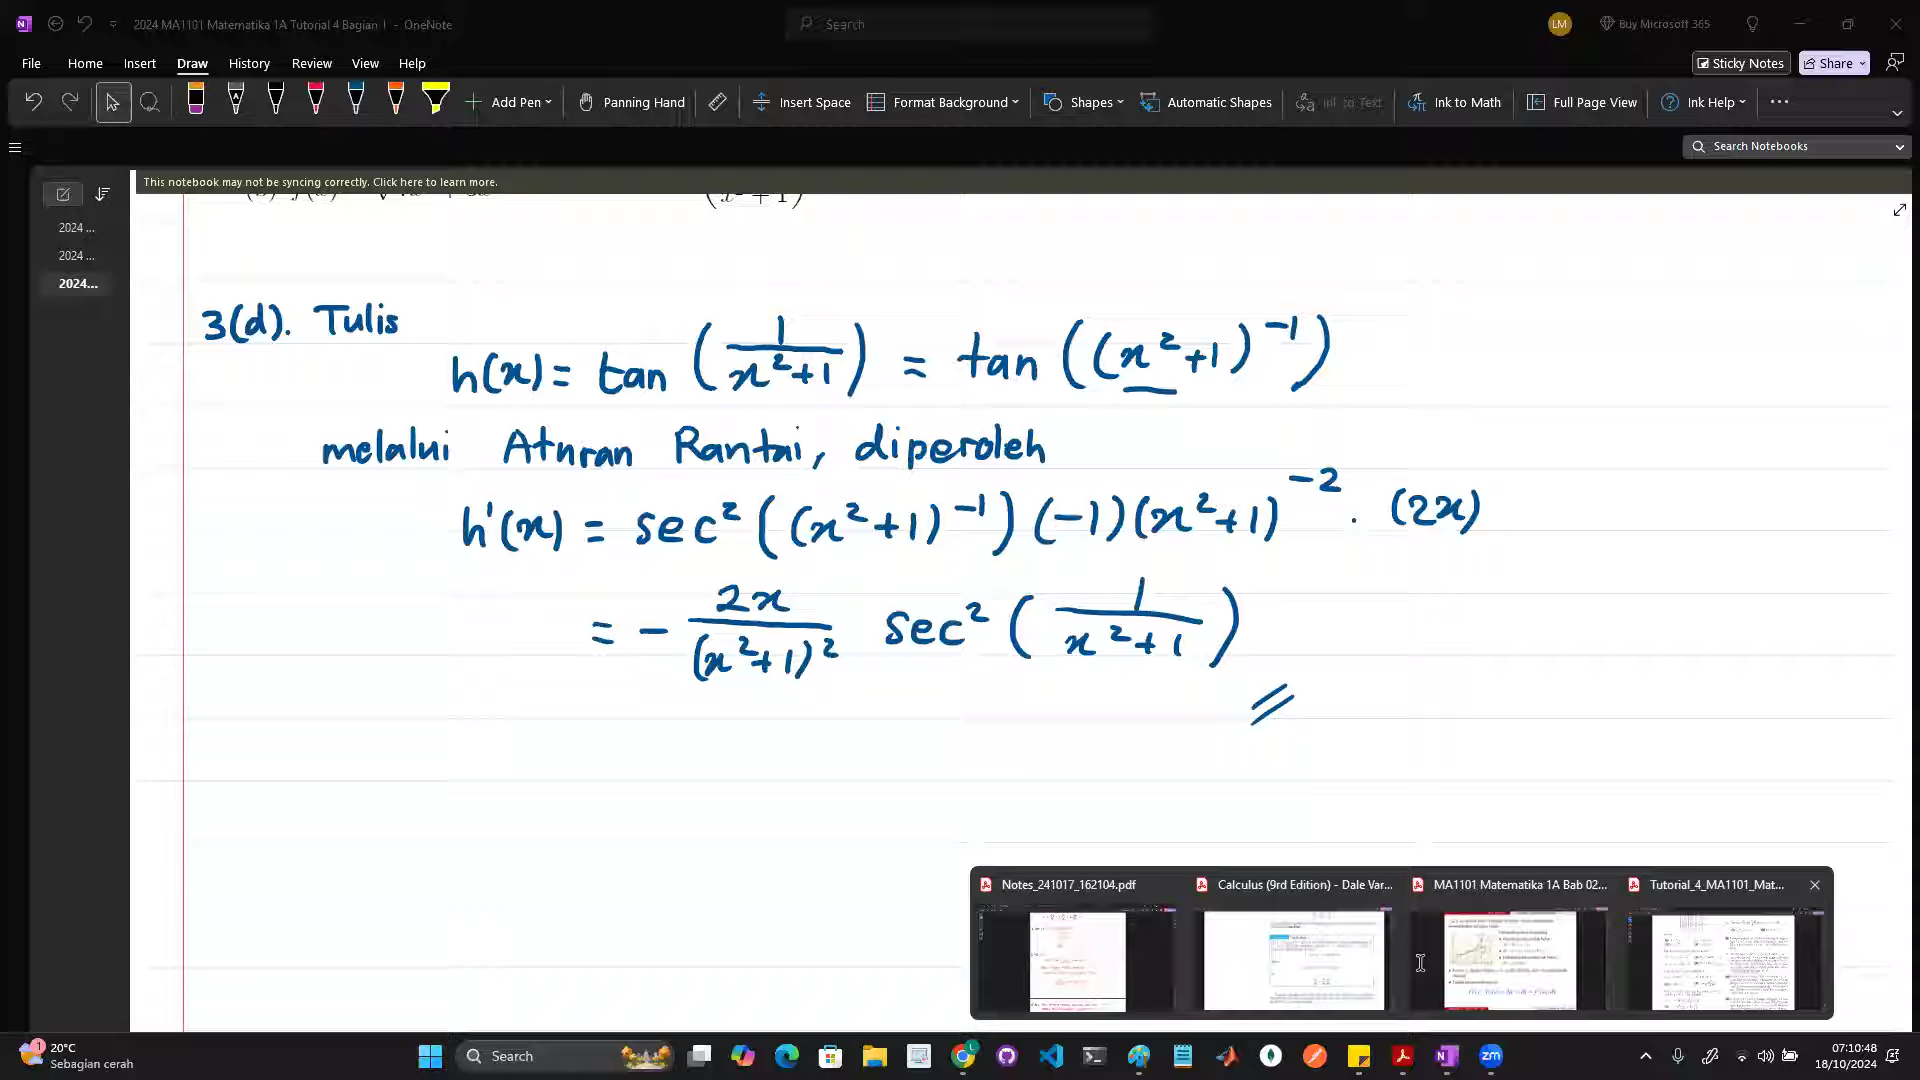 2024 MA1101 Matematika 1A Tutorial 4 Bagian I - OneNote
Search
LM
Buy Microsoft 365
File Home Insert Draw History Review View Help
Sticky Notes
Share
Add Pen
Panning Hand
Insert Space
Format Background
Shapes
Automatic Shapes
Ink to Text
Ink to Math
Full Page View
Ink Help
Search Notebooks
This notebook may not be syncing correctly. Click here to learn more.
2024 ...
2024 ...
2024...
3(d). Tulis
h(x) = tan (1/(x²+1)) = tan ((x²+1)⁻¹)
melalui Aturan Rantai, diperoleh
h'(x) = sec² ((x²+1)⁻¹) (-1)(x²+1)⁻² · (2x)
= - 2x/(x²+1)² sec² (1/(x²+1))
Notes_241017_162104.pdf
Calculus (9rd Edition) - Dale Var...
MA1101 Matematika 1A Bab 02...
Tutorial_4_MA1101_Mat...
1
20°C
Sebagian cerah
Search
zm
07:10:48
18/10/2024